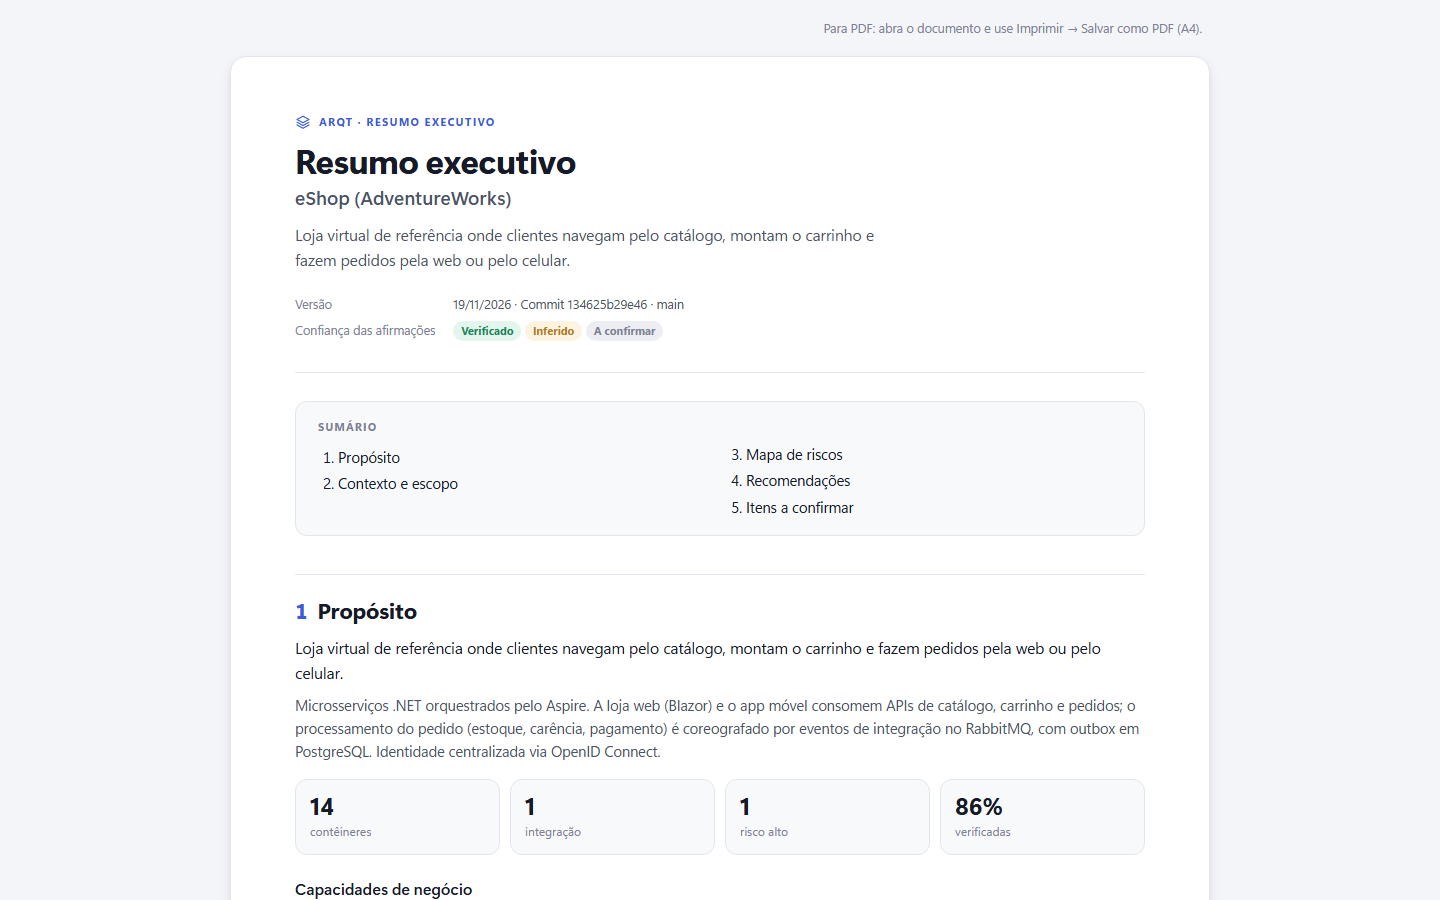 Para PDF: abra o documento e use Imprimir → Salvar como PDF (A4).
ARQT · RESUMO EXECUTIVO
Resumo executivo
eShop (AdventureWorks)
Loja virtual de referência onde clientes navegam pelo catálogo, montam o carrinho e
fazem pedidos pela web ou pelo celular.
Versão 19/11/2026 · Commit 134625b29e46 · main
Confiança das afirmações Verificado Inferido A confirmar
SUMÁRIO
1. Propósito
2. Contexto e escopo
3. Mapa de riscos
4. Recomendações
5. Itens a confirmar
1 Propósito
Loja virtual de referência onde clientes navegam pelo catálogo, montam o carrinho e fazem pedidos pela web ou pelo
celular.
Microsserviços .NET orquestrados pelo Aspire. A loja web (Blazor) e o app móvel consomem APIs de catálogo, carrinho e pedidos; o
processamento do pedido (estoque, carência, pagamento) é coreografado por eventos de integração no RabbitMQ, com outbox em
PostgreSQL. Identidade centralizada via OpenID Connect.
14
contêineres
1
integração
1
risco alto
86%
verificadas
Capacidades de negócio